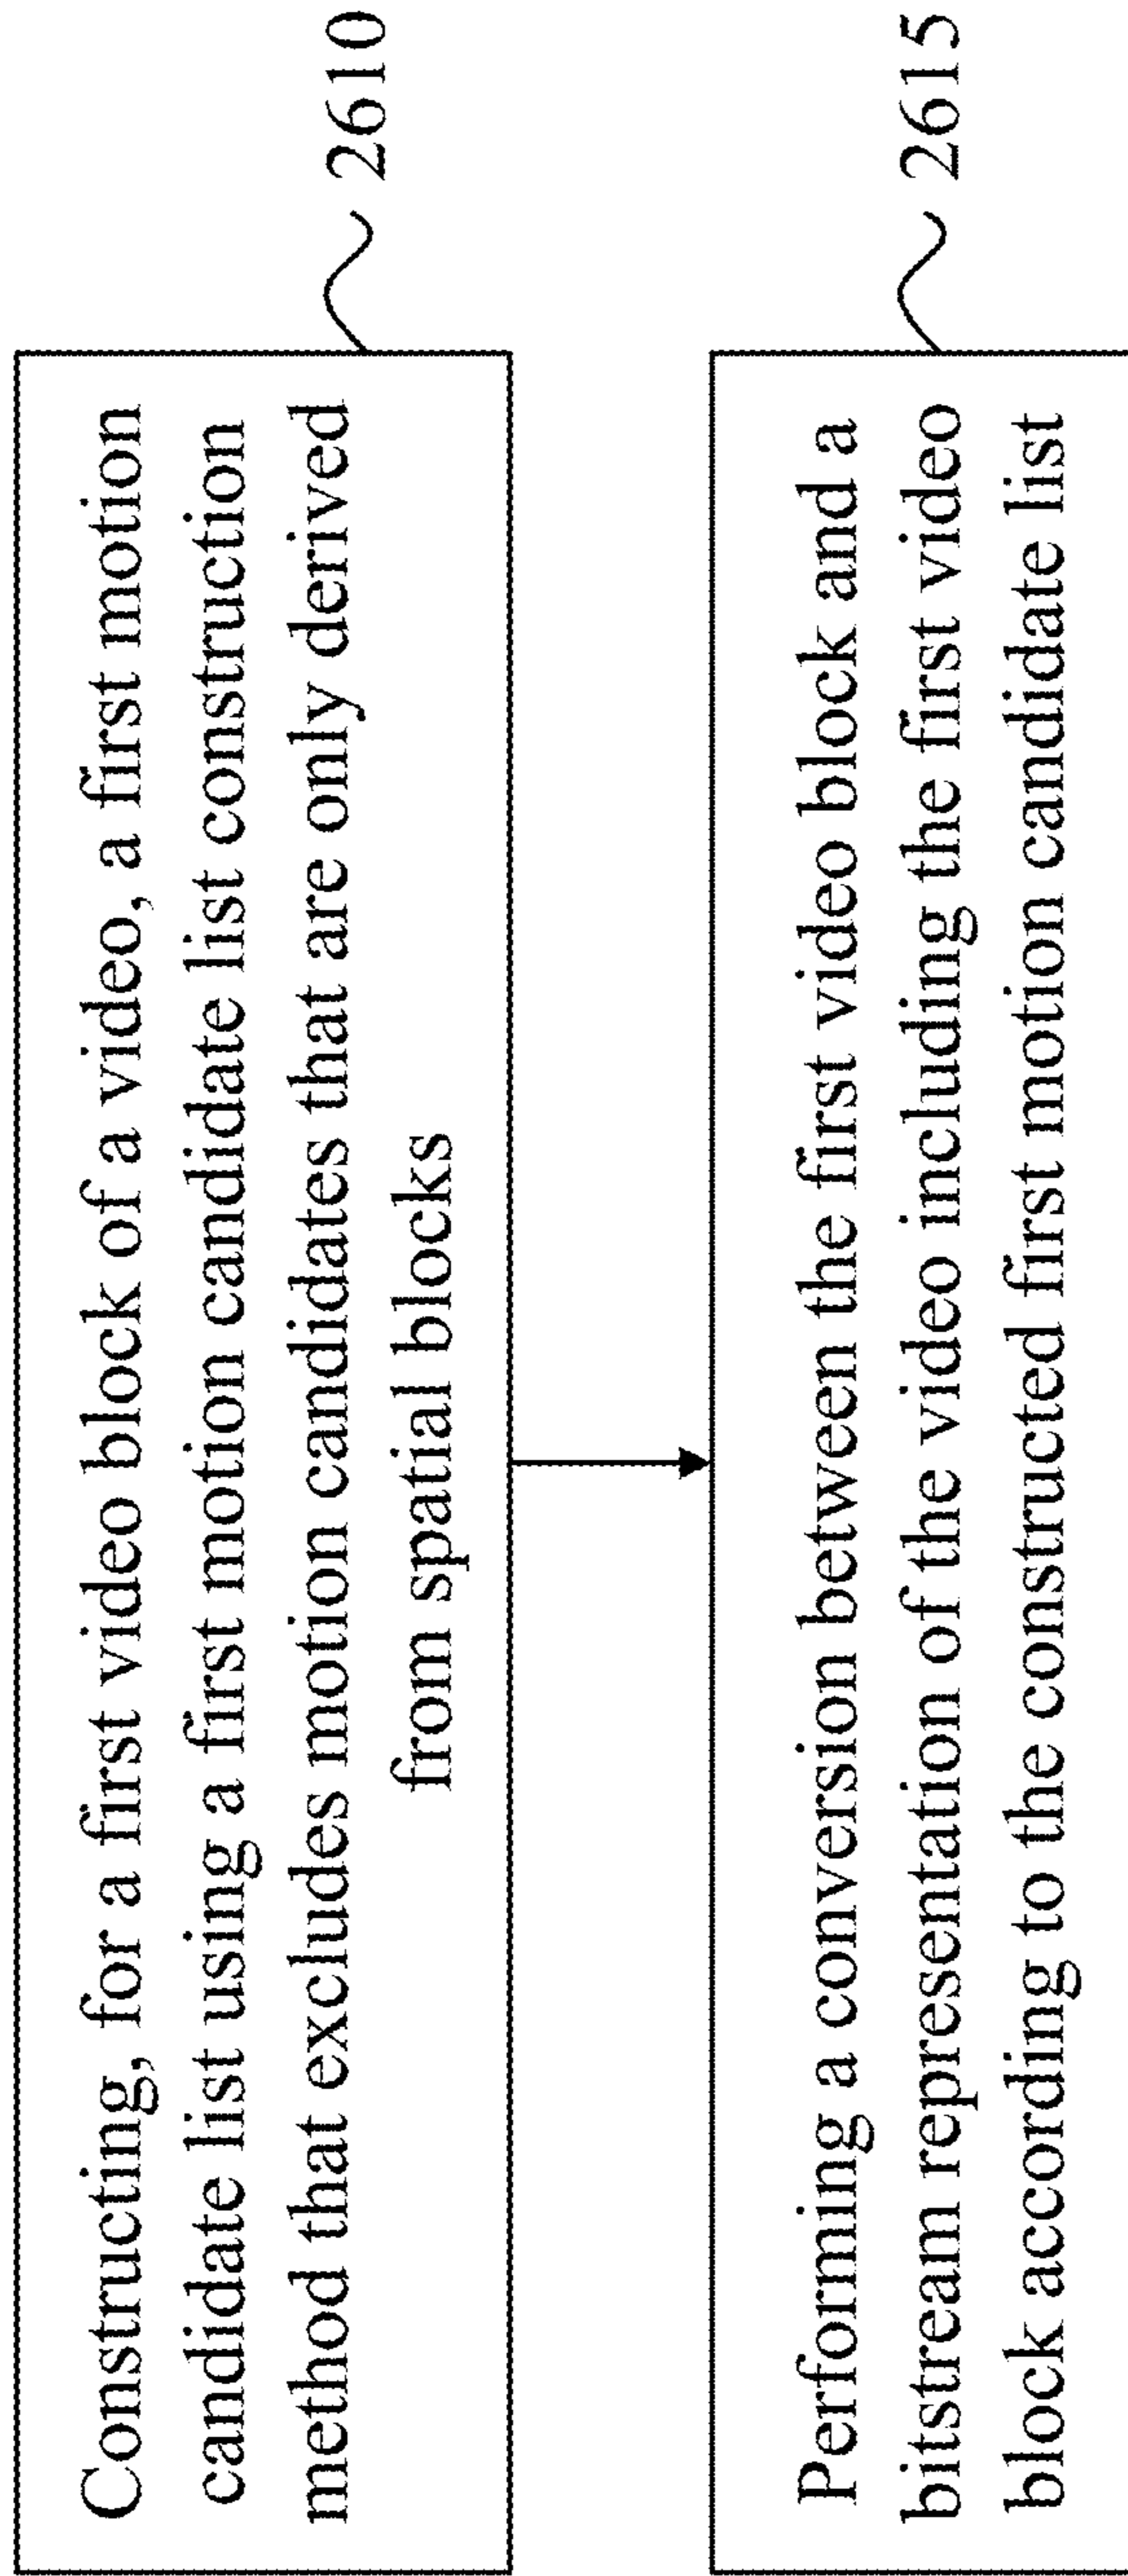 Constructing, for a first video block of a video, a first motion
candidate list using a first motion candidate list construction
method that excludes motion candidates that are only derived
from spatial blocks
2610
Performing a conversion between the first video block and a
bitstream representation of the video including the first video
block according to the constructed first motion candidate list
2615